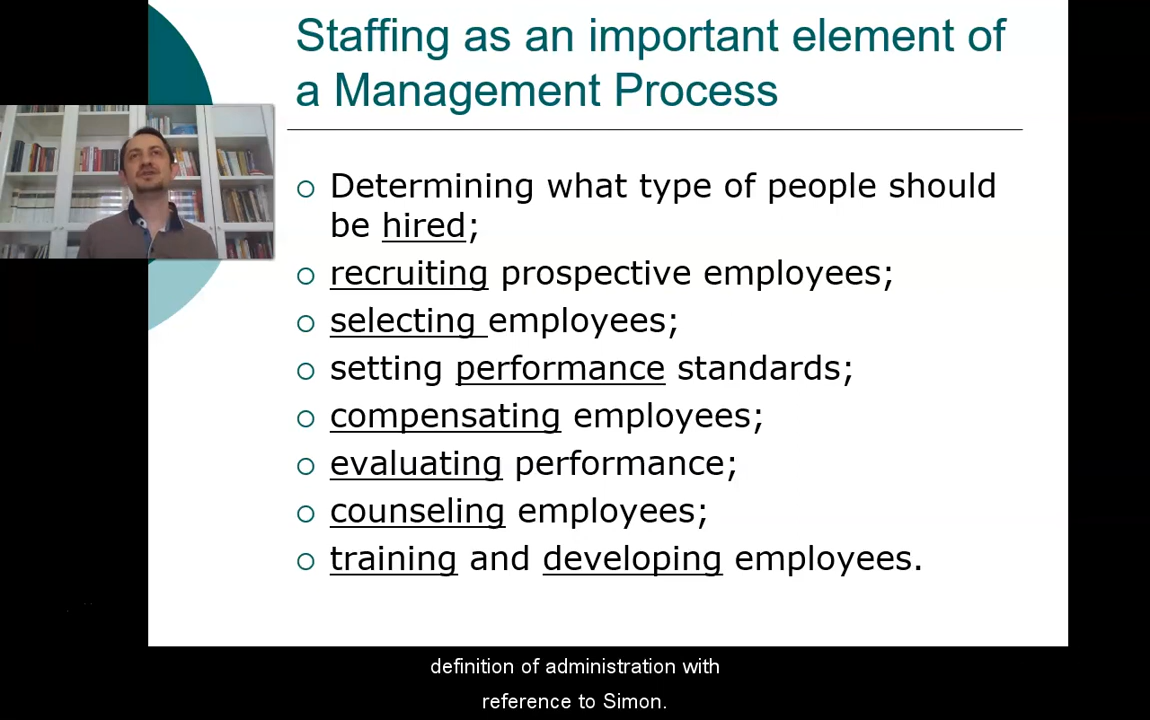 Staffing as an important element of
a Management Process
Determining what type of people should
be hired;
recruiting prospective employees;
selecting employees;
setting performance standards;
compensating employees;
evaluating performance;
counseling employees;
training and developing employees.
definition of administration with
reference to Simon.